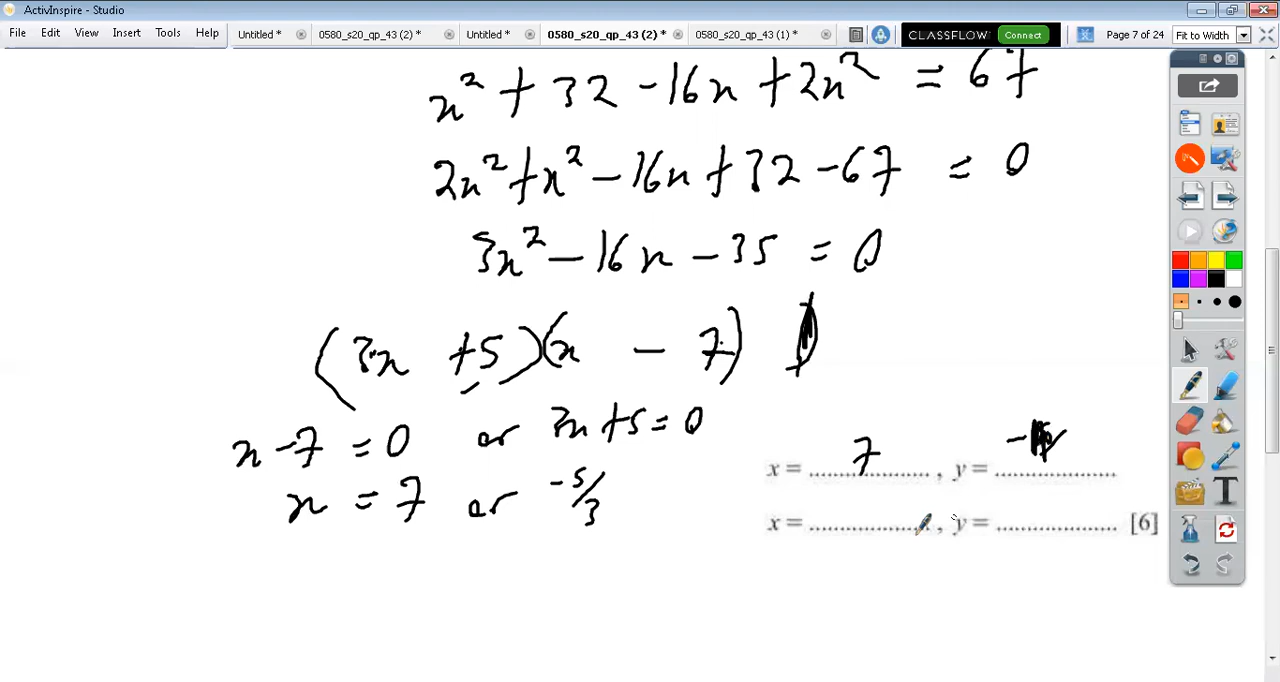 ActivInspire - Studio
File Edit View Insert Tools Help Untitled * 0580_s20_qp_43 (2) * Untitled * 0580_s20_qp_43 (2) * 0580_s20_qp_43 (1) * CLASSFLOW Connect Page 7 of 24 Fit to Width
x² + 32 - 16x + 2x² = 67
2x² + x² - 16x + 32 - 67 = 0
3x² - 16x - 35 = 0
(3x + 5)(x - 7)
x - 7 = 0 or 3x + 5 = 0
x = 7 or -5/3
x = 7 , y = -
x = .................... , y = .................... [6]
T